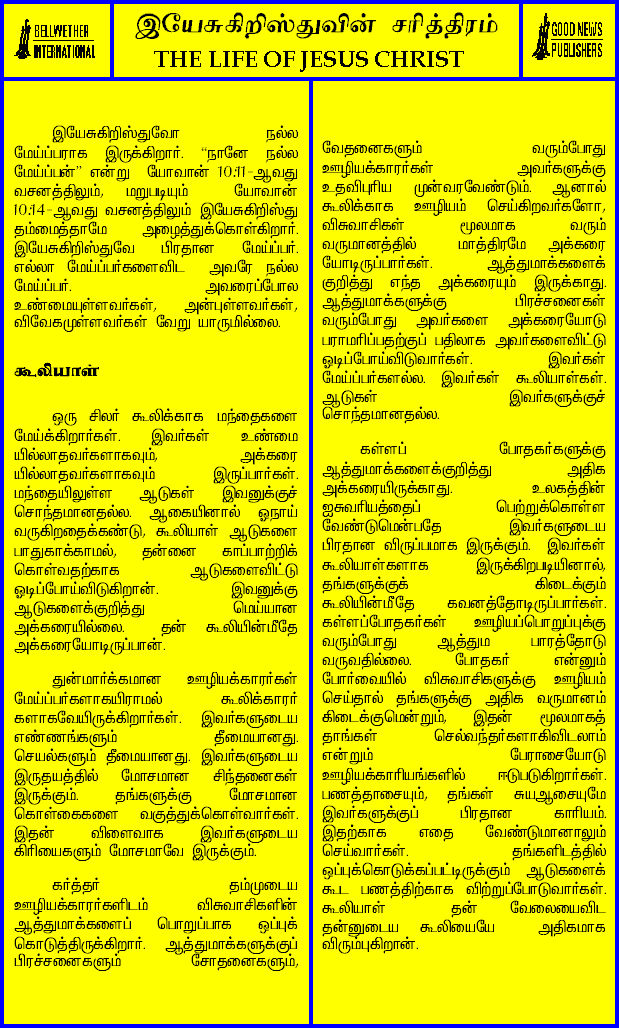 BELLWETHER
INTERNATIONAL
இயேசுகிறிஸ்துவின் சரித்திரம்
THE LIFE OF JESUS CHRIST
GOOD NEWS
PUBLISHERS
இயேசுகிறிஸ்துவோ நல்ல
மேய்ப்பராக இருக்கிறார். “நானே நல்ல
மேய்ப்பன்” என்று யோவான் 10:11-ஆவது
வசனத்திலும், மறுபடியும் யோவான்
10:14-ஆவது வசனத்திலும் இயேசுகிறிஸ்து
தம்மைத்தாமே அழைத்துக்கொள்கிறார்.
இயேசுகிறிஸ்துவே பிரதான மேய்ப்பர்.
எல்லா மேய்ப்பர்களைவிட அவரே நல்ல
மேய்ப்பர். அவரைப்போல
உண்மையுள்ளவர்கள், அன்புள்ளவர்கள்,
விவேகமுள்ளவர்கள் வேறு யாருமில்லை.
கூலியாள்
ஒரு சிலர் கூலிக்காக மந்தைகளை
மேய்க்கிறார்கள். இவர்கள் உண்மை
யில்லாதவர்களாகவும், அக்கரை
யில்லாதவர்களாகவும் இருப்பார்கள்.
மந்தையிலுள்ள ஆடுகள் இவனுக்குச்
சொந்தமானதல்ல. ஆகையினால் ஓநாய்
வருகிறதைக்கண்டு, கூலியாள் ஆடுகளை
பாதுகாக்காமல், தன்னை காப்பாற்றிக்
கொள்வதற்காக ஆடுகளைவிட்டு
ஓடிப்போய்விடுகிறான். இவனுக்கு
ஆடுகளைக்குறித்து மெய்யான
அக்கரையில்லை. தன் கூலியின்மீதே
அக்கரையோடிருப்பான்.
துன்மார்க்கமான ஊழியக்காரர்கள்
மேய்ப்பர்களாகயிராமல் கூலிக்காரர்
களாகவேயிருக்கிறார்கள். இவர்களுடைய
எண்ணங்களும் தீமையானது.
செயல்களும் தீமையானது. இவர்களுடைய
இருதயத்தில் மோசமான சிந்தனைகள்
இருக்கும். தங்களுக்கு மோசமான
கொள்கைகளை வகுத்துக்கொள்வார்கள்.
இதன் விளைவாக இவர்களுடைய
கிரியைகளும் மோசமாவே இருக்கும்.
கர்த்தர் தம்முடைய
ஊழியக்காரர்களிடம் விசுவாசிகளின்
ஆத்துமாக்களைப் பொறுப்பாக ஒப்புக்
கொடுத்திருக்கிறார். ஆத்துமாக்களுக்குப்
பிரச்சனைகளும் சோதனைகளும்,
வேதனைகளும் வரும்போது
ஊழியக்காரர்கள் அவர்களுக்கு
உதவிபுரிய முன்வரவேண்டும். ஆனால்
கூலிக்காக ஊழியம் செய்கிறவர்களோ,
விசுவாசிகள் மூலமாக வரும்
வருமானத்தில் மாத்திரமே அக்கரை
யோடிருப்பார்கள். ஆத்துமாக்களைக்
குறித்து எந்த அக்கரையும் இருக்காது.
ஆத்துமாக்களுக்கு பிரச்சனைகள்
வரும்போது அவர்களை அக்கரையோடு
பராமரிப்பதற்குப் பதிலாக அவர்களைவிட்டு
ஓடிப்போய்விடுவார்கள். இவர்கள்
மேய்ப்பர்களல்ல. இவர்கள் கூலியாள்கள்.
ஆடுகள் இவர்களுக்குச்
சொந்தமானதல்ல.
கள்ளப் போதகர்களுக்கு
ஆத்துமாக்களைக்குறித்து அதிக
அக்கரையிருக்காது. உலகத்தின்
ஐசுவரியத்தைப் பெற்றுக்கொள்ள
வேண்டுமென்பதே இவர்களுடைய
பிரதான விருப்பமாக இருக்கும். இவர்கள்
கூலியாள்களாக இருக்கிறபடியினால்,
தங்களுக்குக் கிடைக்கும்
கூலியின்மீதே கவனத்தோடிருப்பார்கள்.
கள்ளப்போதகர்கள் ஊழியப்பொறுப்புக்கு
வரும்போது ஆத்தும பாரத்தோடு
வருவதில்லை. போதகர் என்னும்
போர்வையில் விசுவாசிகளுக்கு ஊழியம்
செய்தால் தங்களுக்கு அதிக வருமானம்
கிடைக்குமென்றும், இதன் மூலமாகத்
தாங்கள் செல்வந்தர்களாகிவிடலாம்
என்றும் பேராசையோடு
ஊழியக்காரியங்களில் ஈடுபடுகிறார்கள்.
பணத்தாசையும், தங்கள் சுயஆசையுமே
இவர்களுக்குப் பிரதான காரியம்.
இதற்காக எதை வேண்டுமானாலும்
செய்வார்கள். தங்களிடத்தில்
ஒப்புக்கொடுக்கப்பட்டிருக்கும் ஆடுகளைக்
கூட பணத்திற்காக விற்றுப்போடுவார்கள்.
கூலியாள் தன் வேலையைவிட
தன்னுடைய கூலியையே அதிகமாக
விரும்புகிறான்.